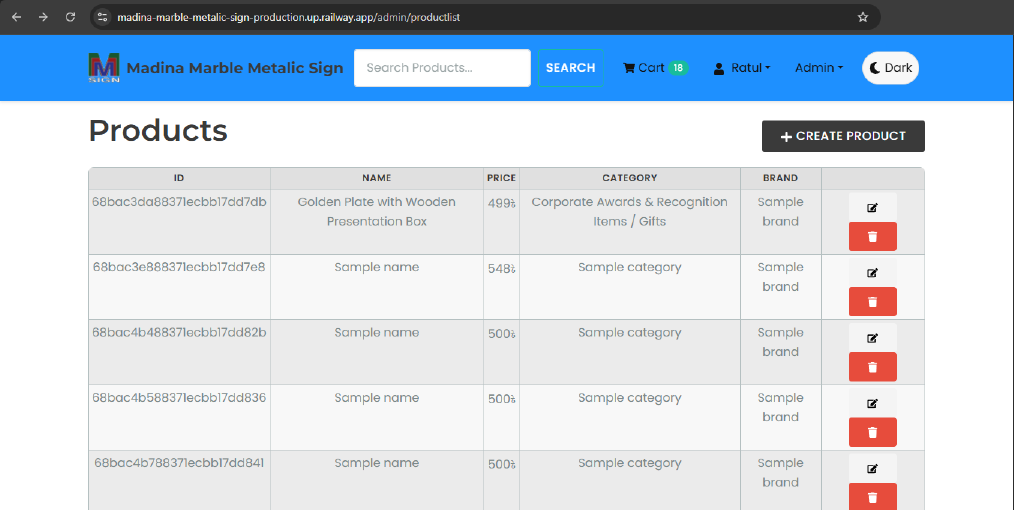 madina-marble-metalic-sign-production.up.railway.app/admin/productlist
M SIGN Madina Marble Metalic Sign Search Products... SEARCH Cart 18 Ratul Admin Dark
Products
CREATE PRODUCT
ID NAME PRICE CATEGORY BRAND
68bac3da88371ecbb17dd7db Golden Plate with Wooden 499৳ Corporate Awards & Recognition Sample
Presentation Box Items / Gifts brand
68bac3e888371ecbb17dd7e8 Sample name 548৳ Sample category Sample
brand
68bac4b488371ecbb17dd82b Sample name 500৳ Sample category Sample
brand
68bac4b588371ecbb17dd836 Sample name 500৳ Sample category Sample
brand
68bac4b788371ecbb17dd841 Sample name 500৳ Sample category Sample
brand